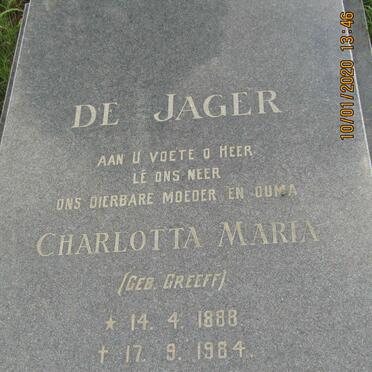 DE JAGER
AAN U VOETE O HEER
LÊ ONS NEER
ONS DIERBARE MOEDER EN OUMA
CHARLOTTA MARIA
(GEB. GREEFF)
* 14. 4. 1888
† 17. 9. 1984.
10/01/2020 13:46